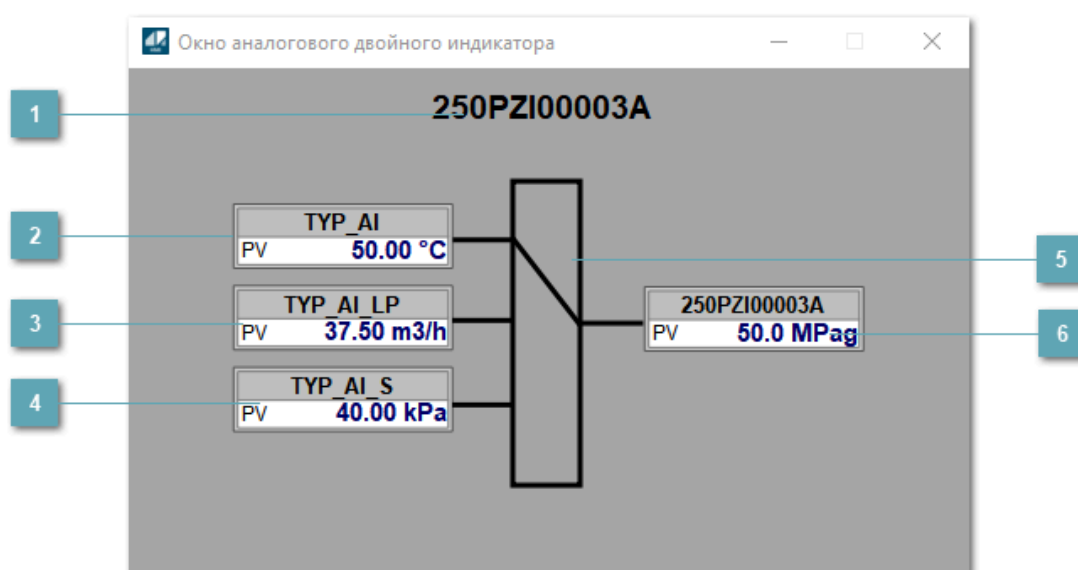 Окно аналогового двойного индикатора
1
250PZI00003A
2
TYP_AI
PV 50.00 °C
5
3
TYP_AI_LP
PV 37.50 m3/h
250PZI00003A
PV 50.0 MPag
6
4
TYP_AI_S
PV 40.00 kPa